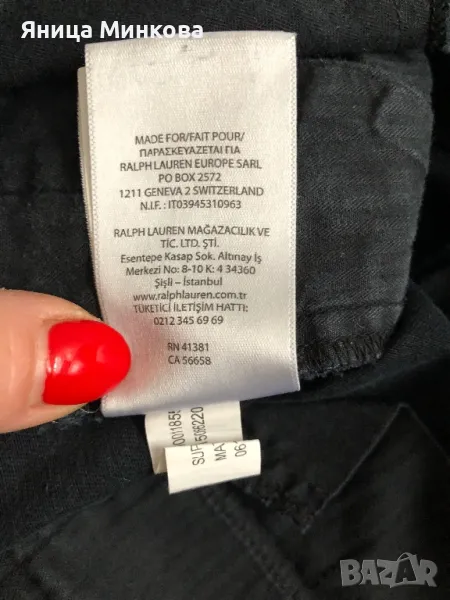 Яница Минкова
MADE FOR/FAIT POUR/
ΠΑΡΑΣΚΕΥΑΖΕΤΑΙ ΓΙΑ
RALPH LAUREN EUROPE SARL
PO BOX 2572
1211 GENEVA 2 SWITZERLAND
N.I.F. : IT03945310963
RALPH LAUREN MAĞAZACILIK VE
TİC. LTD. ŞTİ.
Esentepe Kasap Sok. Altınay İş
Merkezi No: 8-10 K: 4 34360
Şişli – İstanbul
www.ralphlauren.com.tr
TÜKETİCİ İLETİŞİM HATTI:
0212 345 69 69
RN 41381
CA 56658
BAZAR